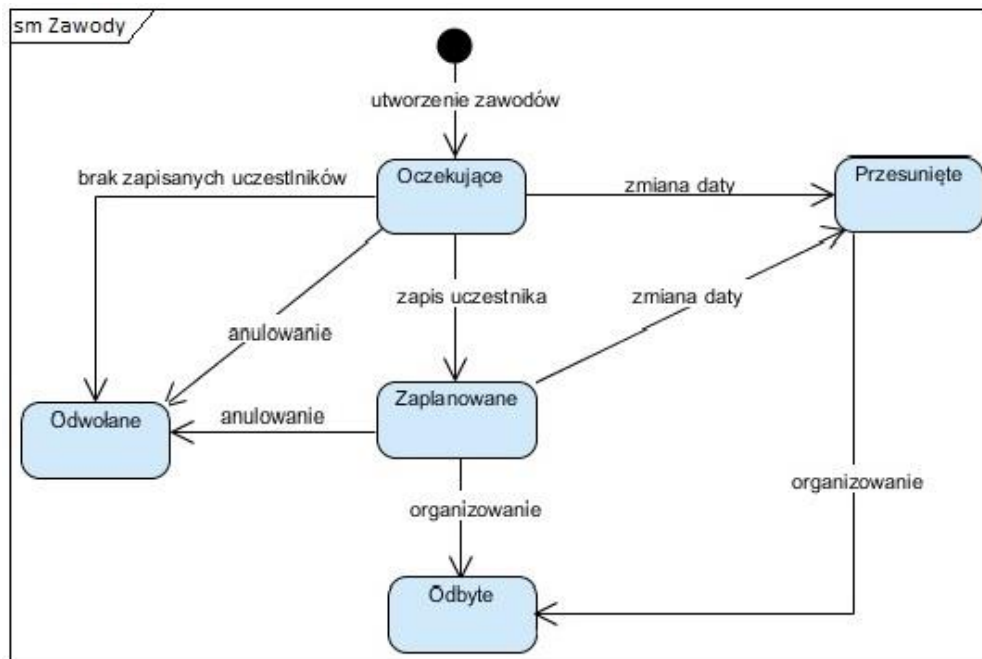 sm Zawody
utworzenie zawodów
brak zapisanych uczestników
Oczekujące
zmiana daty
Przesunięte
zapis uczestnika
zmiana daty
anulowanie
Odwołane
anulowanie
Zaplanowane
organizowanie
organizowanie
Odbyte